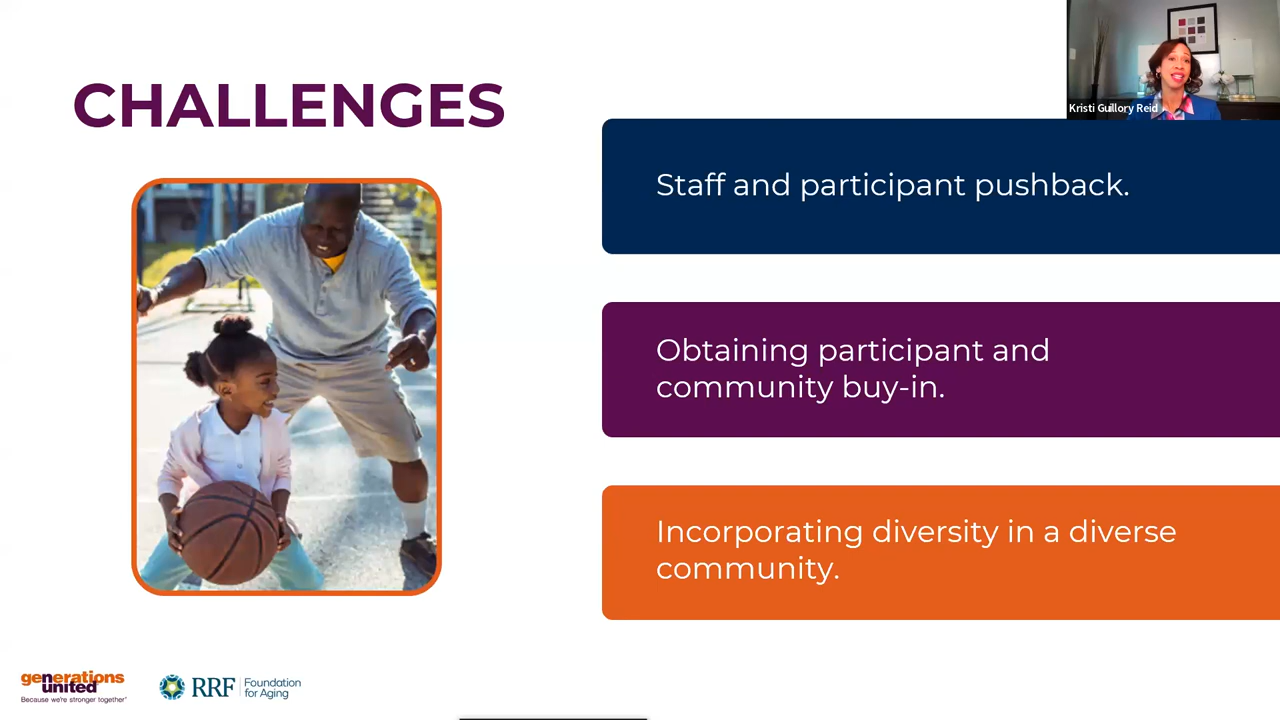 CHALLENGES
Kristi Guillory Reid
Staff and participant pushback.
Obtaining participant and
community buy-in.
Incorporating diversity in a diverse
community.
generations
united
Because we're stronger together®
RRF
Foundation
for Aging